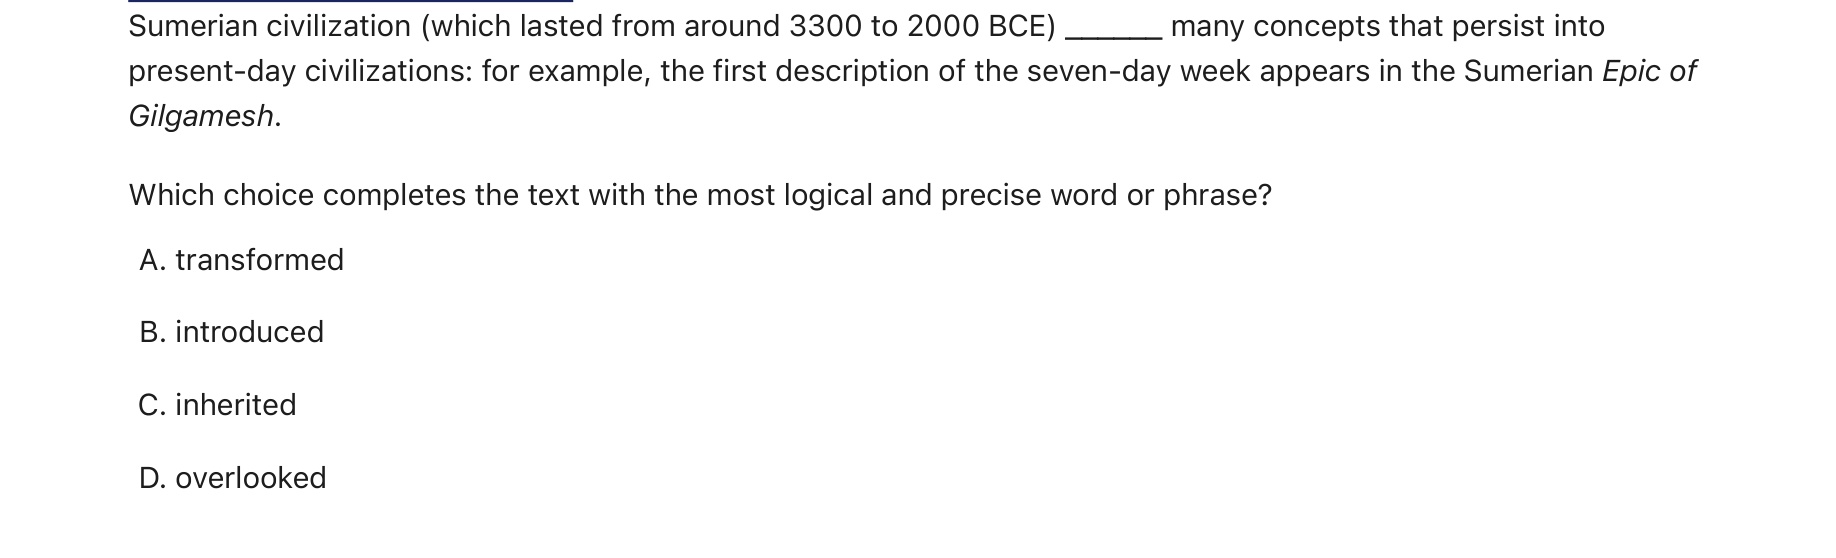 Sumerian civilization (which lasted from around 3300 to 2000 BCE) ______ many concepts that persist into
present-day civilizations: for example, the first description of the seven-day week appears in the Sumerian Epic of
Gilgamesh.
Which choice completes the text with the most logical and precise word or phrase?
A. transformed
B. introduced
C. inherited
D. overlooked